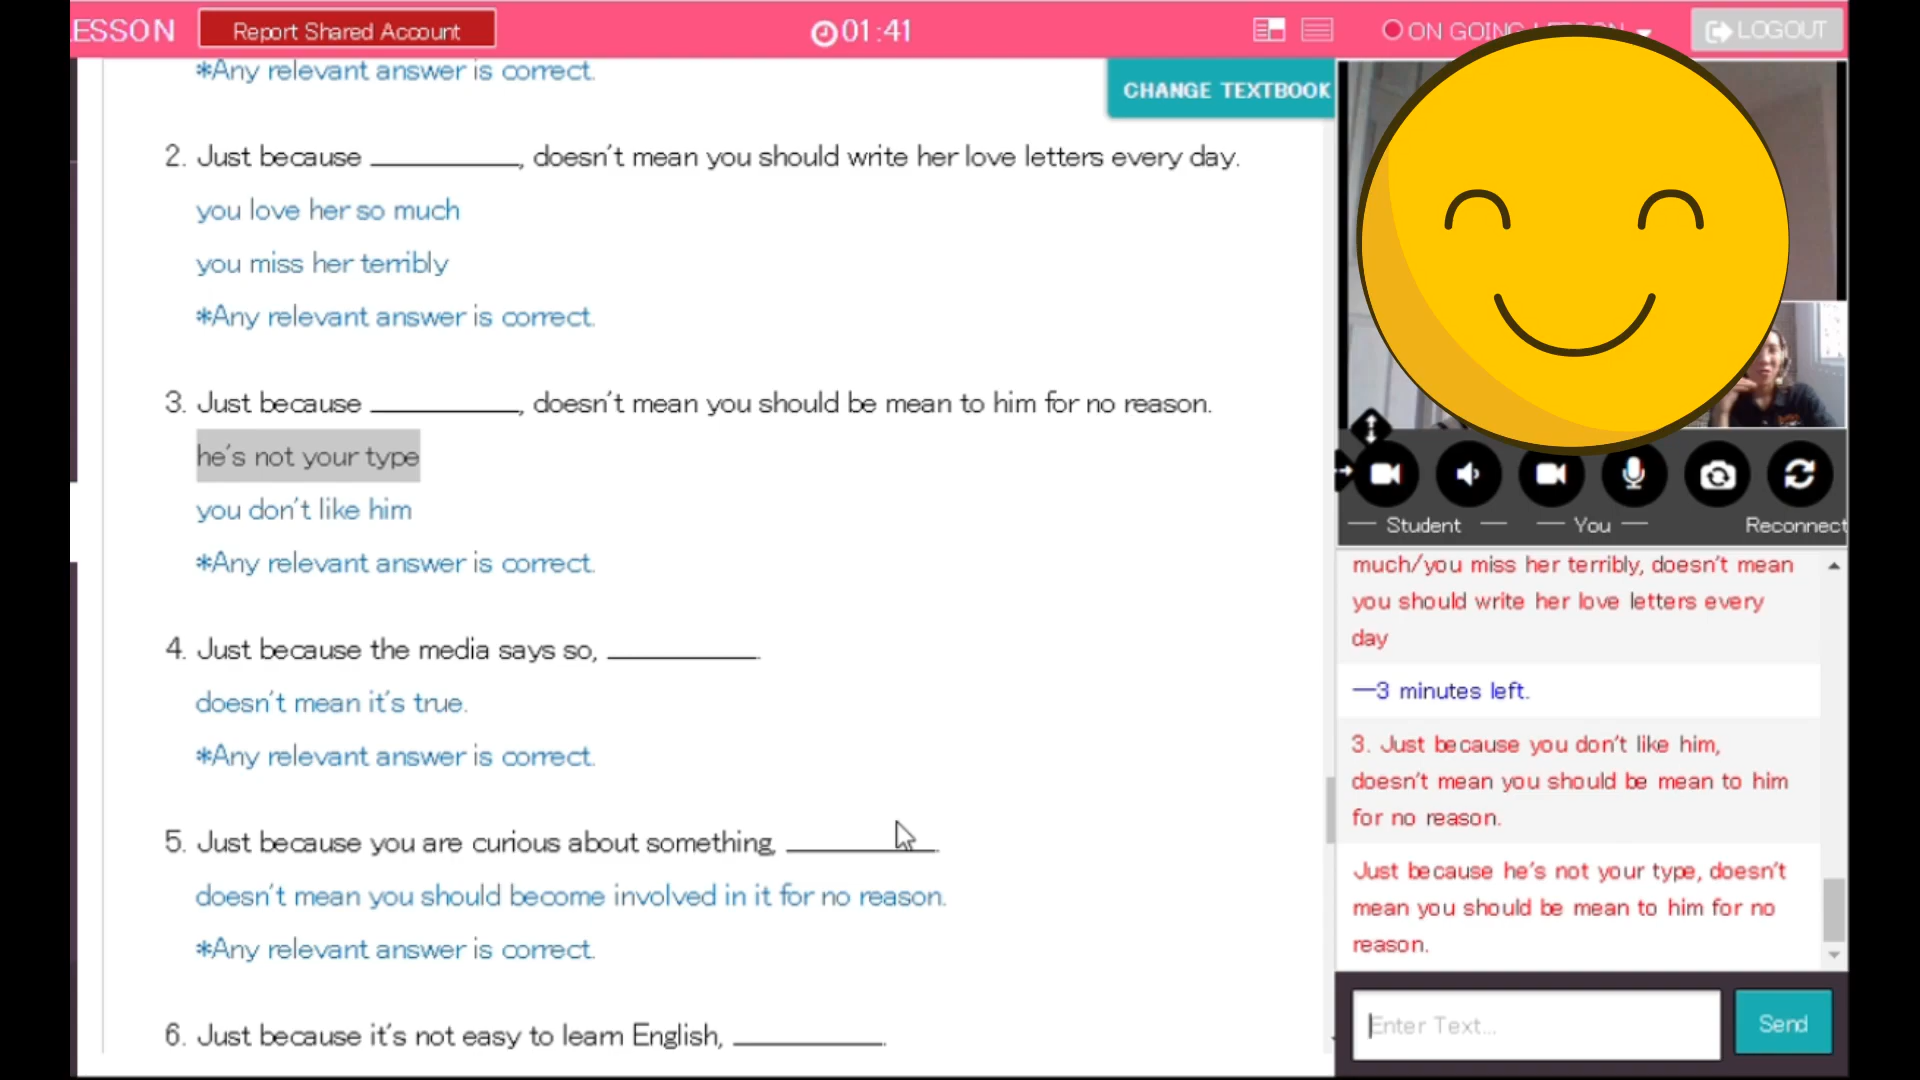 ESSON
Report Shared Account
01:41
ON GOING LESSON
LOGOUT
*Any relevant answer is correct.
CHANGE TEXTBOOK
2. Just because __________, doesn't mean you should write her love letters every day.
you love her so much
you miss her terribly
*Any relevant answer is correct.
3. Just because __________, doesn't mean you should be mean to him for no reason.
he's not your type
you don't like him
*Any relevant answer is correct.
4. Just because the media says so, __________.
doesn't mean it's true.
*Any relevant answer is correct.
5. Just because you are curious about something, __________.
doesn't mean you should become involved in it for no reason.
*Any relevant answer is correct.
6. Just because it's not easy to learn English, __________.
Student
You
Reconnect
much/you miss her terribly, doesn't mean
you should write her love letters every
day
—3 minutes left.
3. Just because you don't like him,
doesn't mean you should be mean to him
for no reason.
Just because he's not your type, doesn't
mean you should be mean to him for no
reason.
Enter Text...
Send